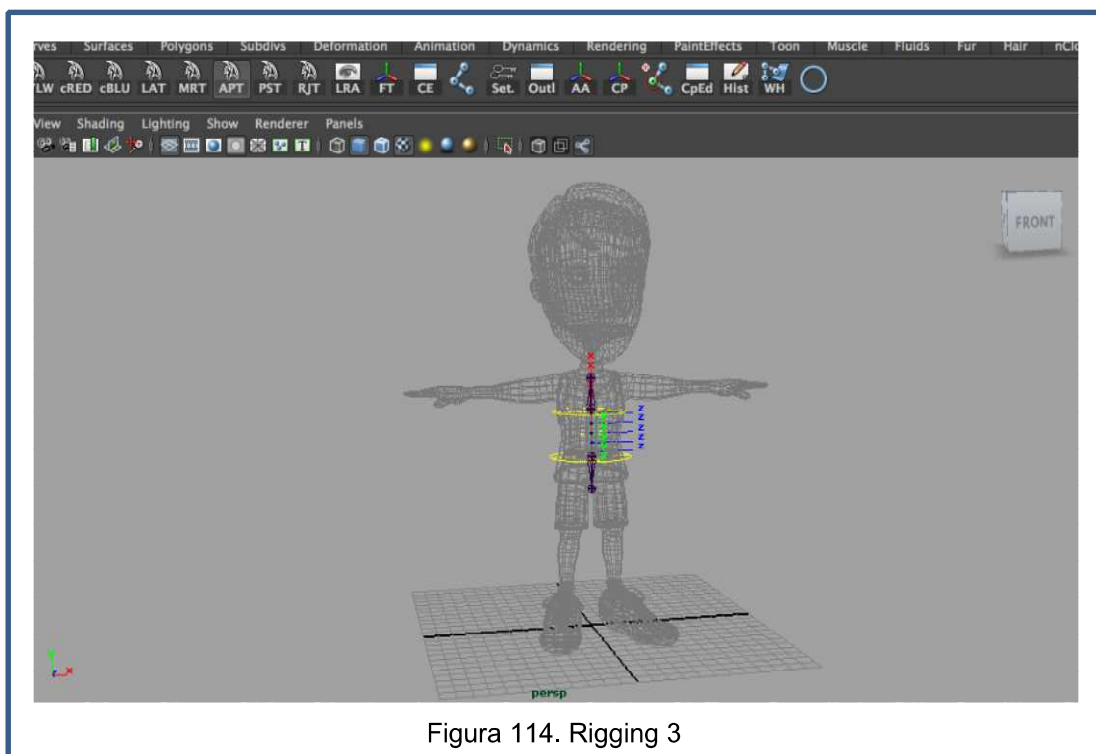 rves Surfaces Polygons Subdivs Deformation Animation Dynamics Rendering PaintEffects Toon Muscle Fluids Fur Hair nClo
LW cRED cBLU LAT MRT APT PST RJT LRA FT CE Set. Outl AA CP CpEd Hist WH
View Shading Lighting Show Renderer Panels
FRONT
x
x
z
z
z
z
z
y
x
persp
Figura 114. Rigging 3